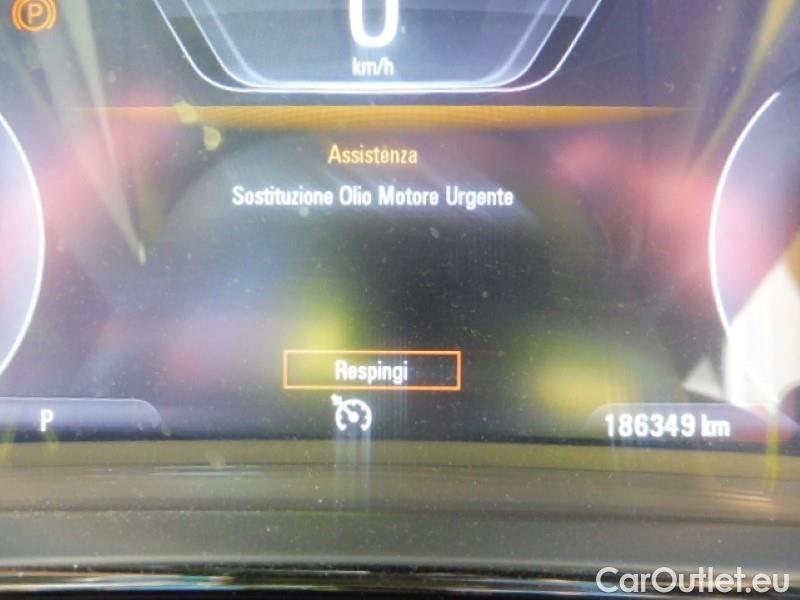 P
0
km/h
Assistenza
Sostituzione Olio Motore Urgente
Respingi
P
186349 km
CarOutlet.eu